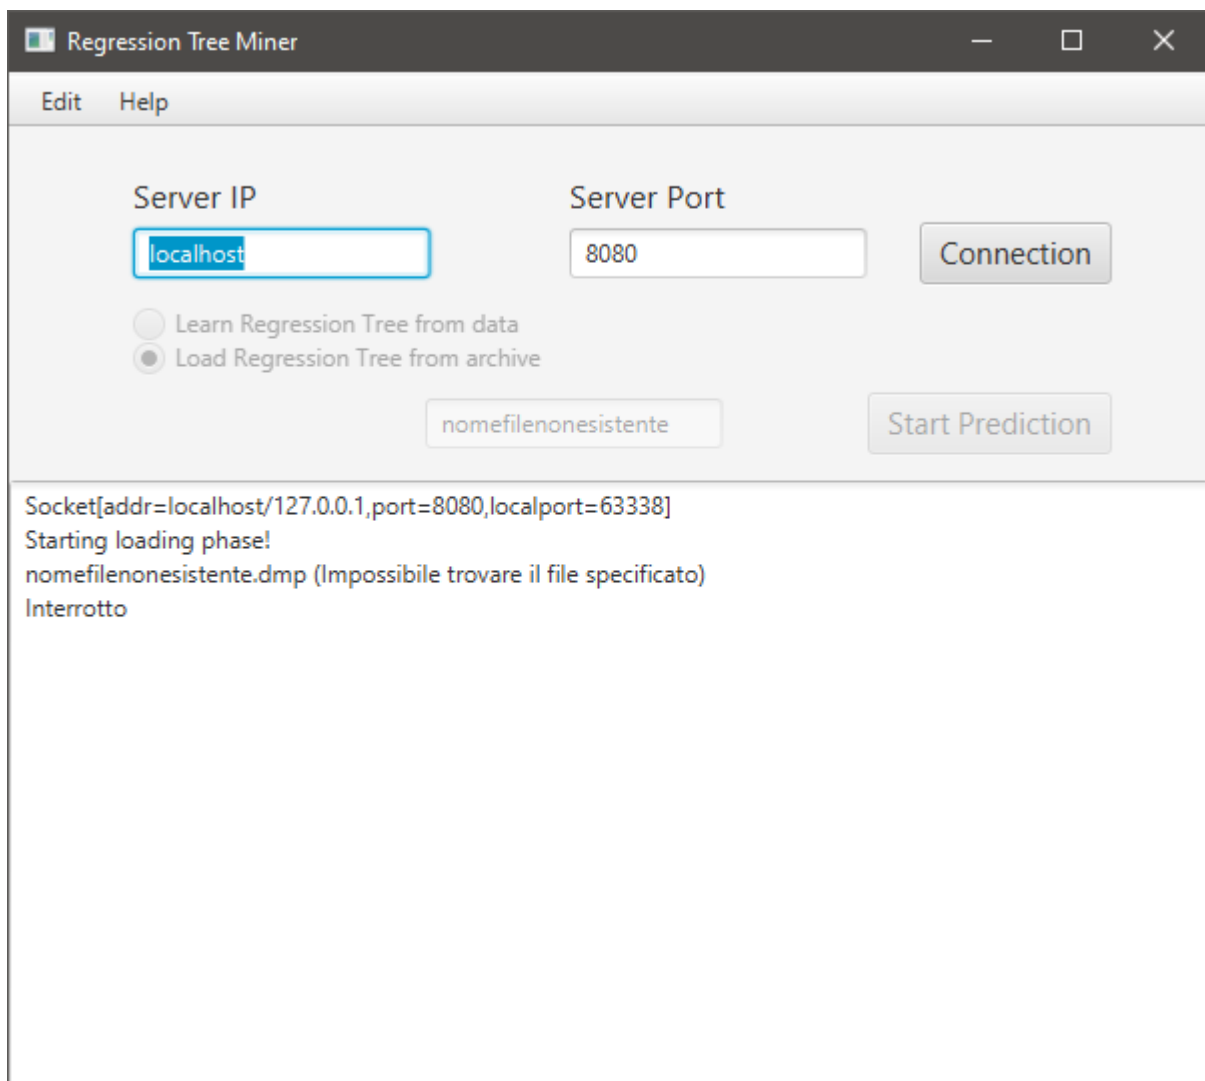 Regression Tree Miner
Edit Help
Server IP Server Port
localhost 8080 Connection
Learn Regression Tree from data
Load Regression Tree from archive
nomefilenonesistente Start Prediction
Socket[addr=localhost/127.0.0.1,port=8080,localport=63338]
Starting loading phase!
nomefilenonesistente.dmp (Impossibile trovare il file specificato)
Interrotto